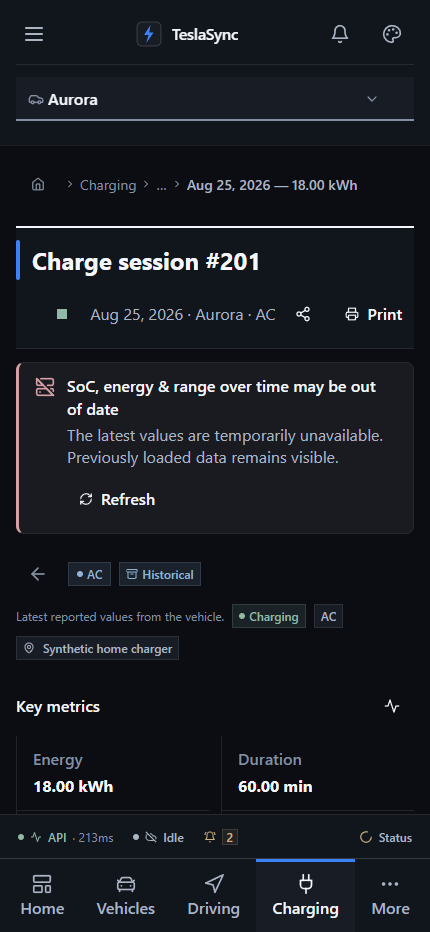 TeslaSync
Aurora
Charging
...
Aug 25, 2026 — 18.00 kWh
Charge session #201
Aug 25, 2026 · Aurora · AC
Print
SoC, energy & range over time may be out
of date
The latest values are temporarily unavailable.
Previously loaded data remains visible.
Refresh
AC
Historical
Latest reported values from the vehicle.
Charging
AC
Synthetic home charger
Key metrics
Energy
Duration
18.00 kWh
60.00 min
API · 213ms
Idle
2
Status
Home
Vehicles
Driving
Charging
More